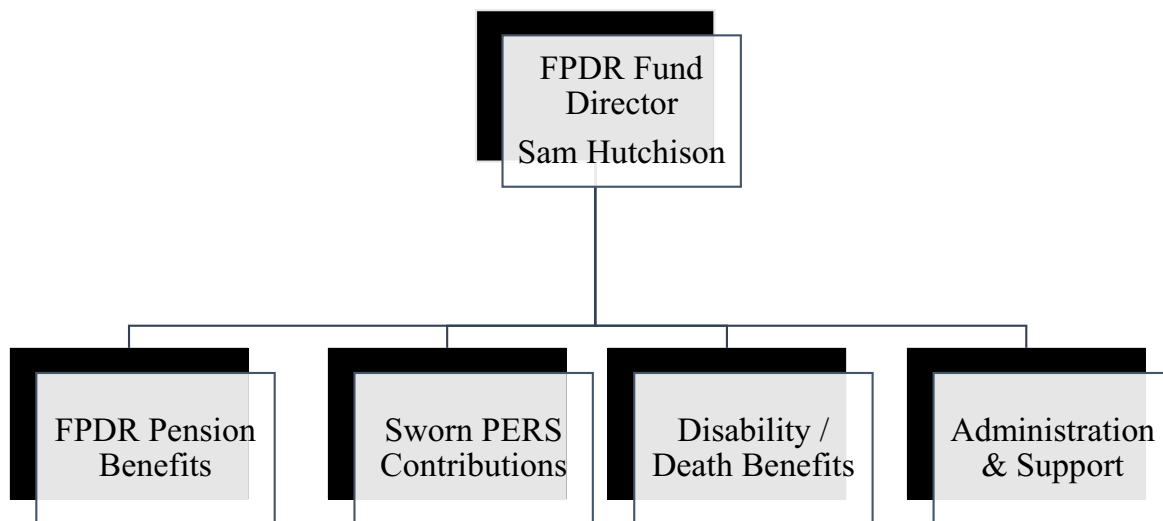 FPDR Fund
Director
Sam Hutchison
FPDR Pension
Benefits
Sworn PERS
Contributions
Disability /
Death Benefits
Administration
& Support